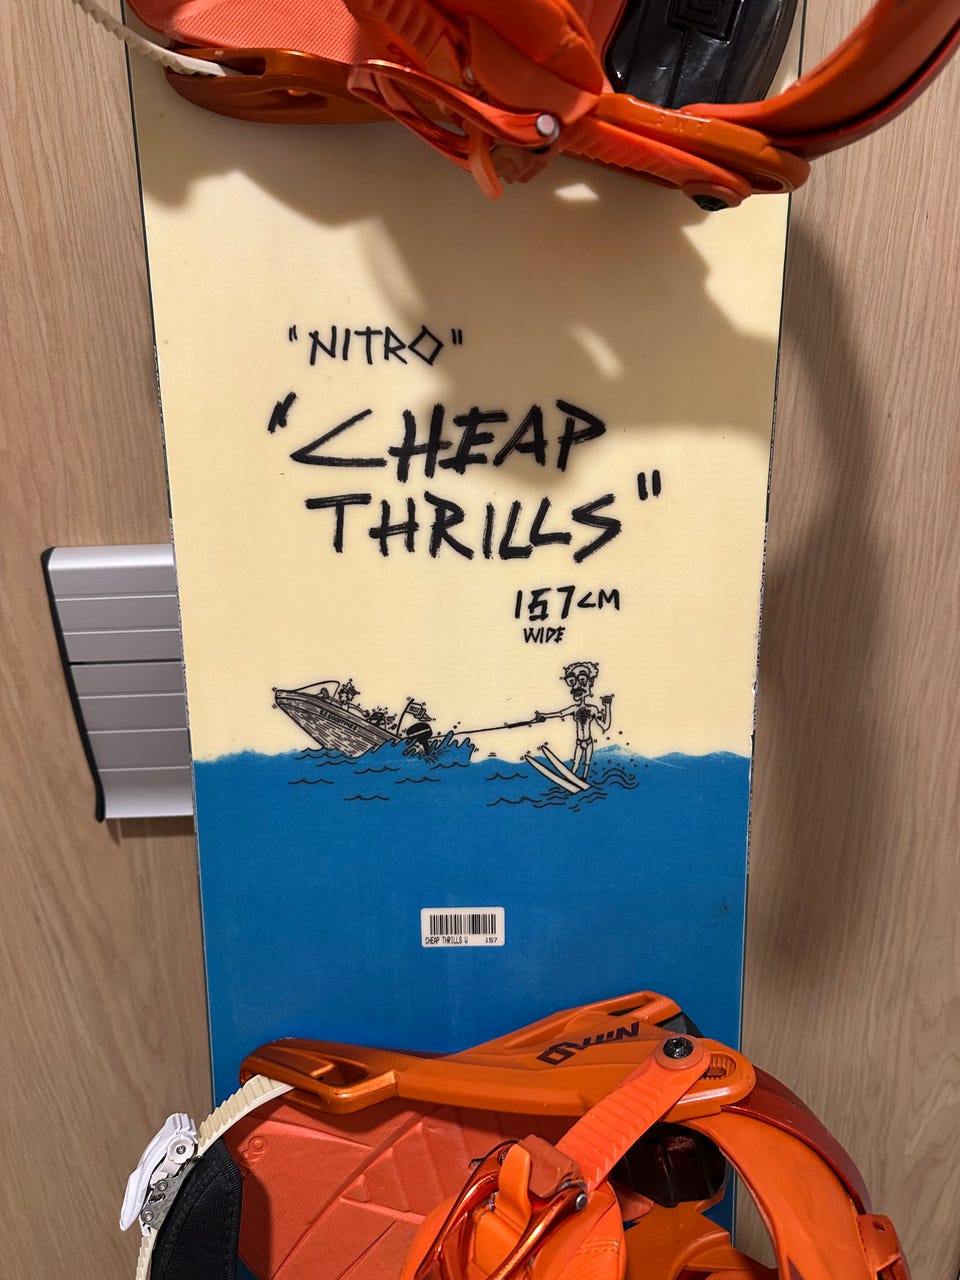 "NITRO"
"CHEAP
THRILLS"
157CM
WIDE
CHEAP THRILLS W 157
NITRO